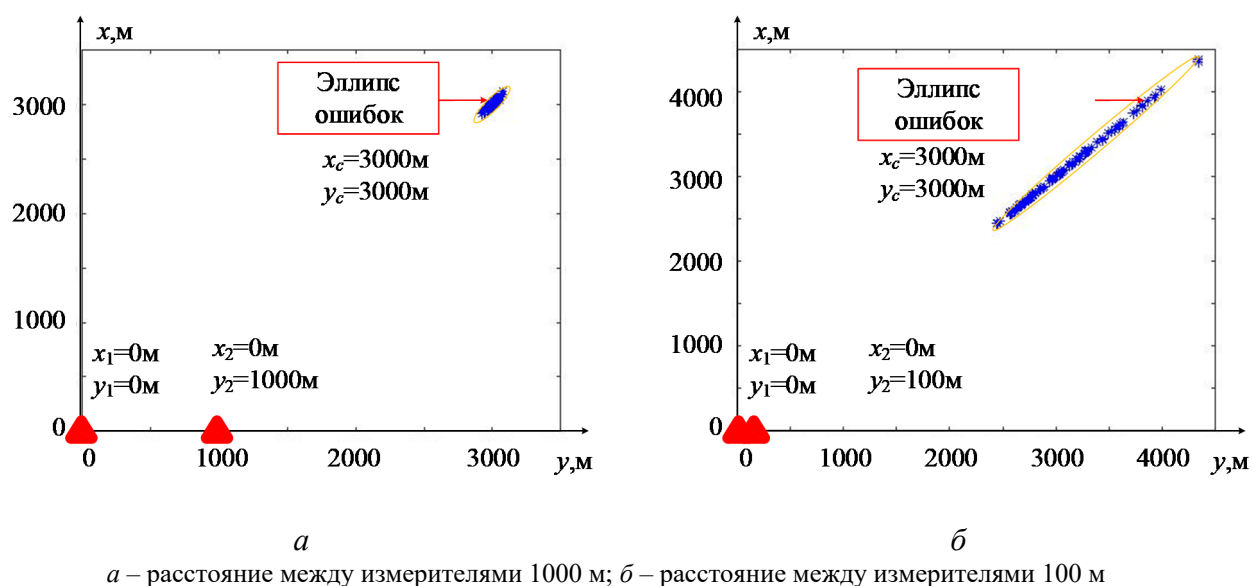 x,м
3000
2000
1000
0
Эллипс
ошибок
x_c=3000м
y_c=3000м
x₁=0м
y₁=0м
x₂=0м
y₂=1000м
0
1000
2000
3000
y,м
а
x,м
4000
3000
2000
1000
0
Эллипс
ошибок
x_c=3000м
y_c=3000м
x₁=0м
y₁=0м
x₂=0м
y₂=100м
0
1000
2000
3000
4000
y,м
б
а – расстояние между измерителями 1000 м; б – расстояние между измерителями 100 м